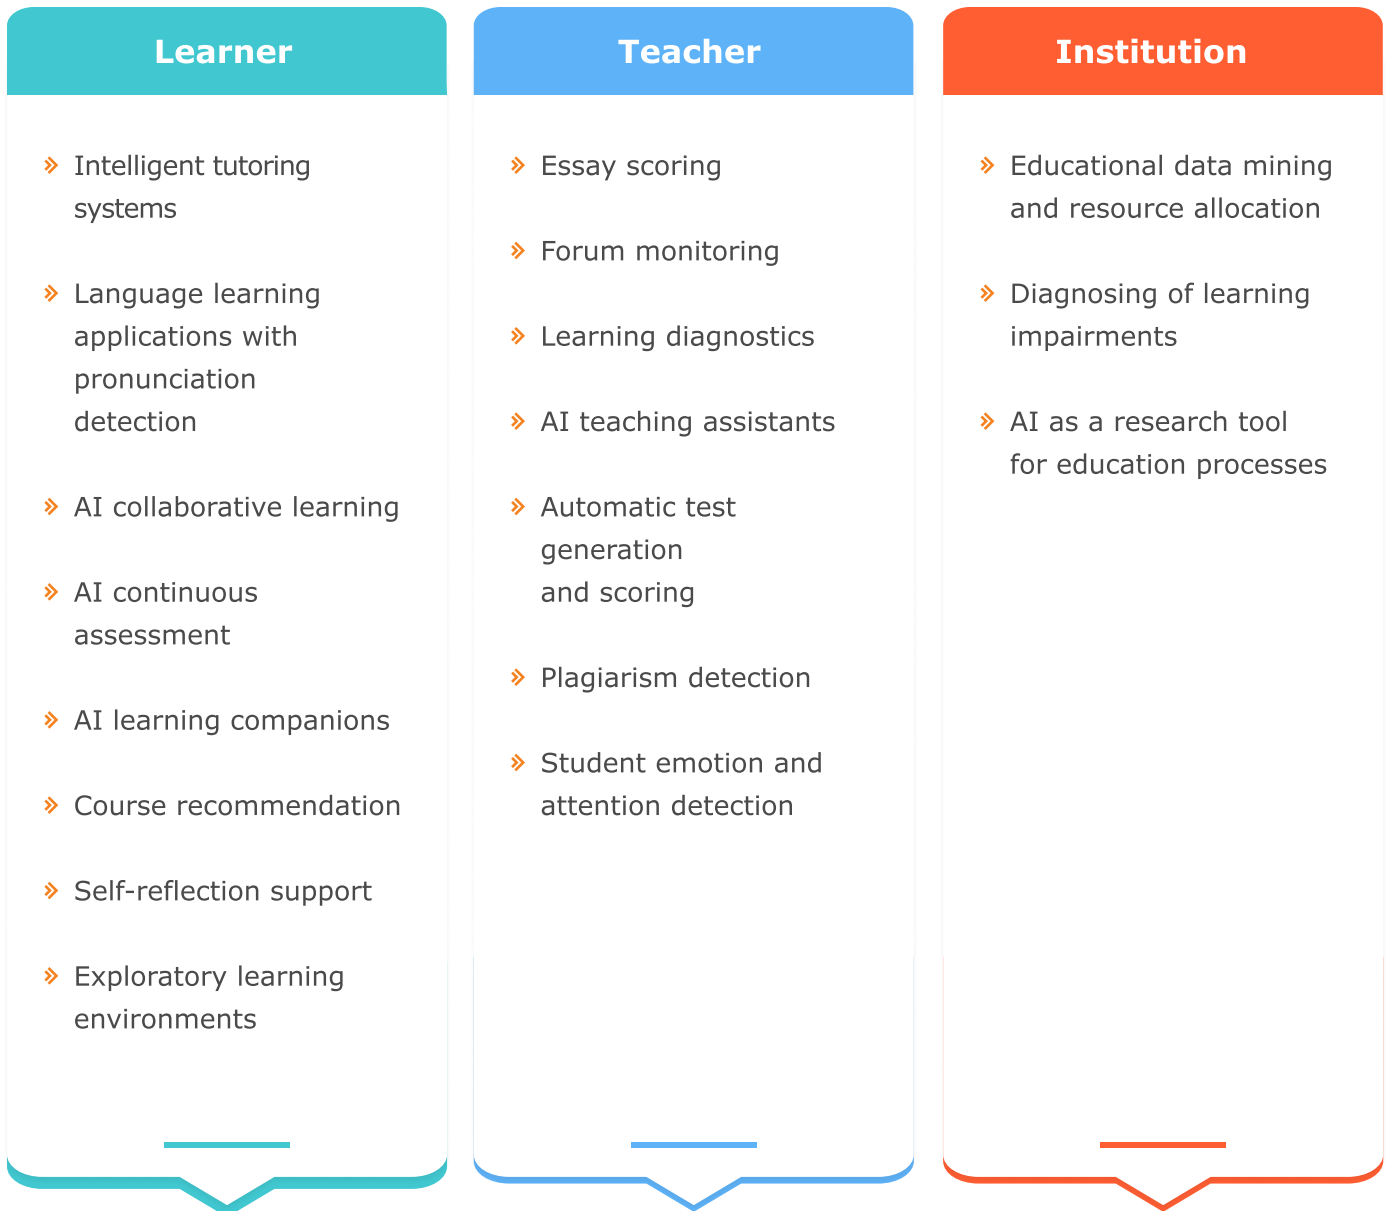 Learner
Intelligent tutoring
systems
Language learning
applications with
pronunciation
detection
AI collaborative learning
AI continuous
assessment
AI learning companions
Course recommendation
Self-reflection support
Exploratory learning
environments
Teacher
Essay scoring
Forum monitoring
Learning diagnostics
AI teaching assistants
Automatic test
generation
and scoring
Plagiarism detection
Student emotion and
attention detection
Institution
Educational data mining
and resource allocation
Diagnosing of learning
impairments
AI as a research tool
for education processes